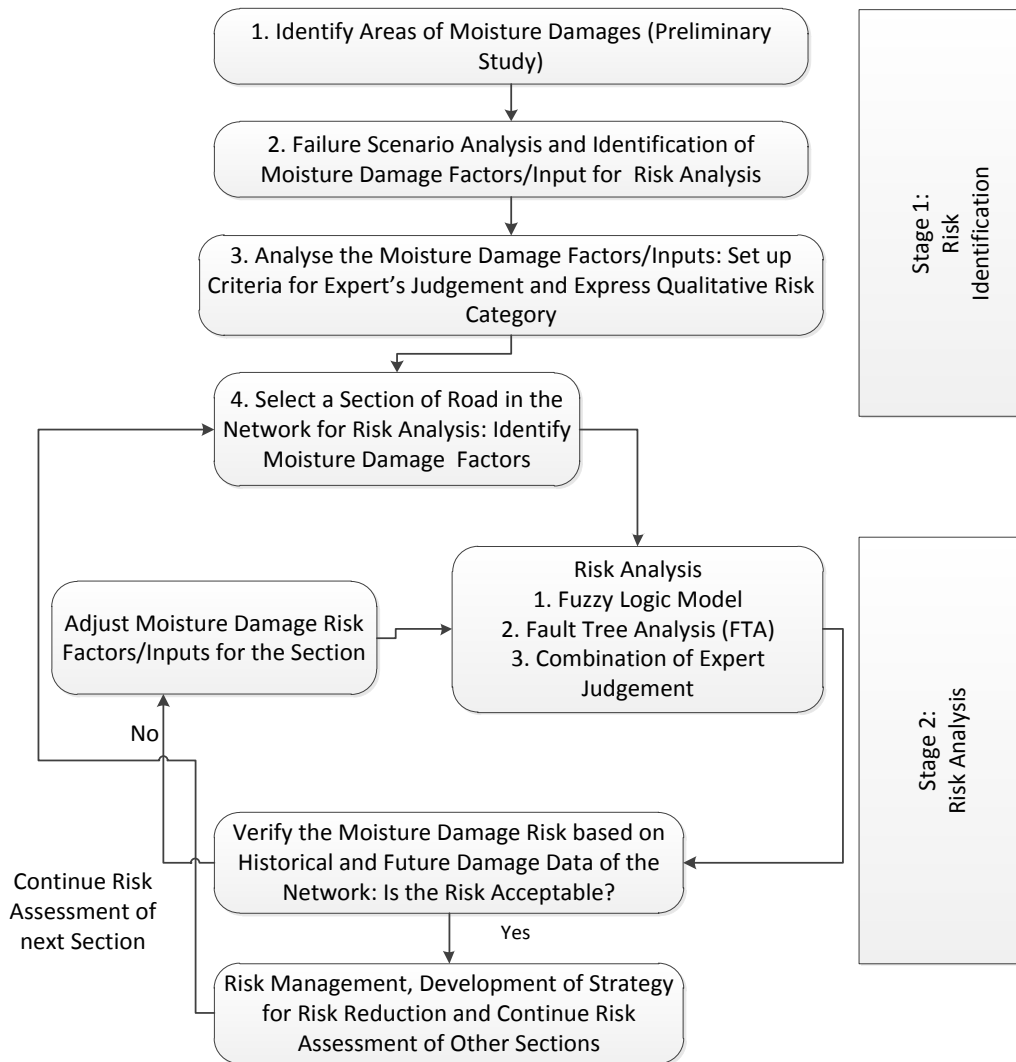 1. Identify Areas of Moisture Damages (Preliminary
Study)
2. Failure Scenario Analysis and Identification of
Moisture Damage Factors/Input for Risk Analysis
3. Analyse the Moisture Damage Factors/Inputs: Set up
Criteria for Expert's Judgement and Express Qualitative Risk
Category
Stage 1:
Risk
Identification
4. Select a Section of Road in the
Network for Risk Analysis: Identify
Moisture Damage Factors
Risk Analysis
1. Fuzzy Logic Model
2. Fault Tree Analysis (FTA)
3. Combination of Expert
Judgement
Adjust Moisture Damage Risk
Factors/Inputs for the Section
No
Stage 2:
Risk Analysis
Verify the Moisture Damage Risk based on
Historical and Future Damage Data of the
Network: Is the Risk Acceptable?
Continue Risk
Assessment of
next Section
Yes
Risk Management, Development of Strategy
for Risk Reduction and Continue Risk
Assessment of Other Sections